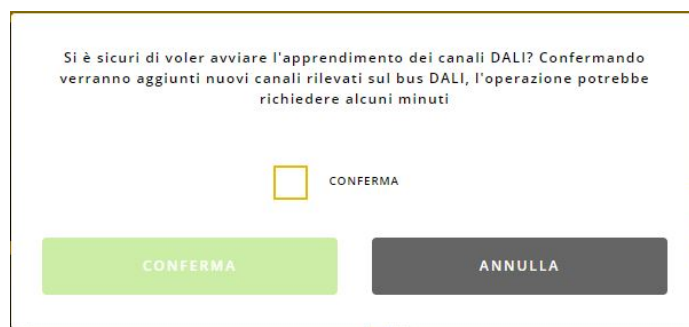 Si è sicuri di voler avviare l'apprendimento dei canali DALI? Confermando
verranno aggiunti nuovi canali rilevati sul bus DALI, l'operazione potrebbe
richiedere alcuni minuti
CONFERMA
CONFERMA
ANNULLA